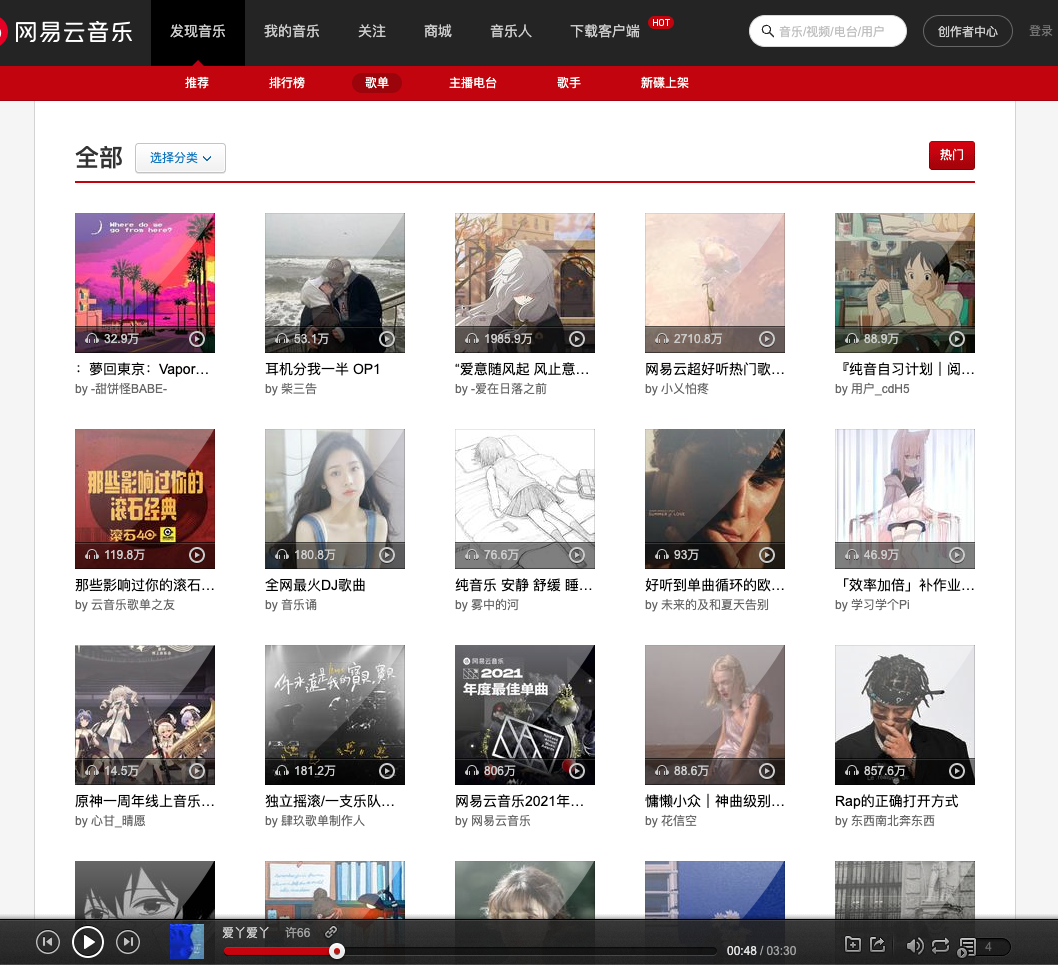 网易云音乐
发现音乐
我的音乐
关注
商城
音乐人
下载客户端
HOT
音乐/视频/电台/用户
创作者中心
登录
推荐
排行榜
歌单
主播电台
歌手
新碟上架
全部
选择分类
热门
Where do we
go from here?
32.9万
53.1万
1985.9万
2710.8万
88.9万
：夢回東京：Vapor…
耳机分我一半 OP1
“爱意随风起 风止意…
网易云超好听热门歌…
『纯音自习计划｜阅…
by -甜饼怪BABE-
by 柴三告
by -爱在日落之前
by 小乂怕疼
by 用户_cdH5
那些影响过你的
滚石经典
滚石40
SUMMER OF LOVE
119.8万
180.8万
76.6万
93万
46.9万
那些影响过你的滚石…
全网最火DJ歌曲
纯音乐 安静 舒缓 睡…
好听到单曲循环的欧…
「效率加倍」补作业…
by 云音乐歌单之友
by 音乐诵
by 雾中的河
by 未来的及和夏天告别
by 学习学个Pi
你永远是我的寶贝,寶贝
网易云音乐
2021
年度最佳单曲
14.5万
181.2万
806万
88.6万
857.6万
原神一周年线上音乐…
独立摇滚/一支乐队…
网易云音乐2021年…
慵懒小众｜神曲级别…
Rap的正确打开方式
by 心甘_晴愿
by 肆玖歌单制作人
by 网易云音乐
by 花信空
by 东西南北奔东西
爱丫爱丫
许66
00:48 / 03:30
4